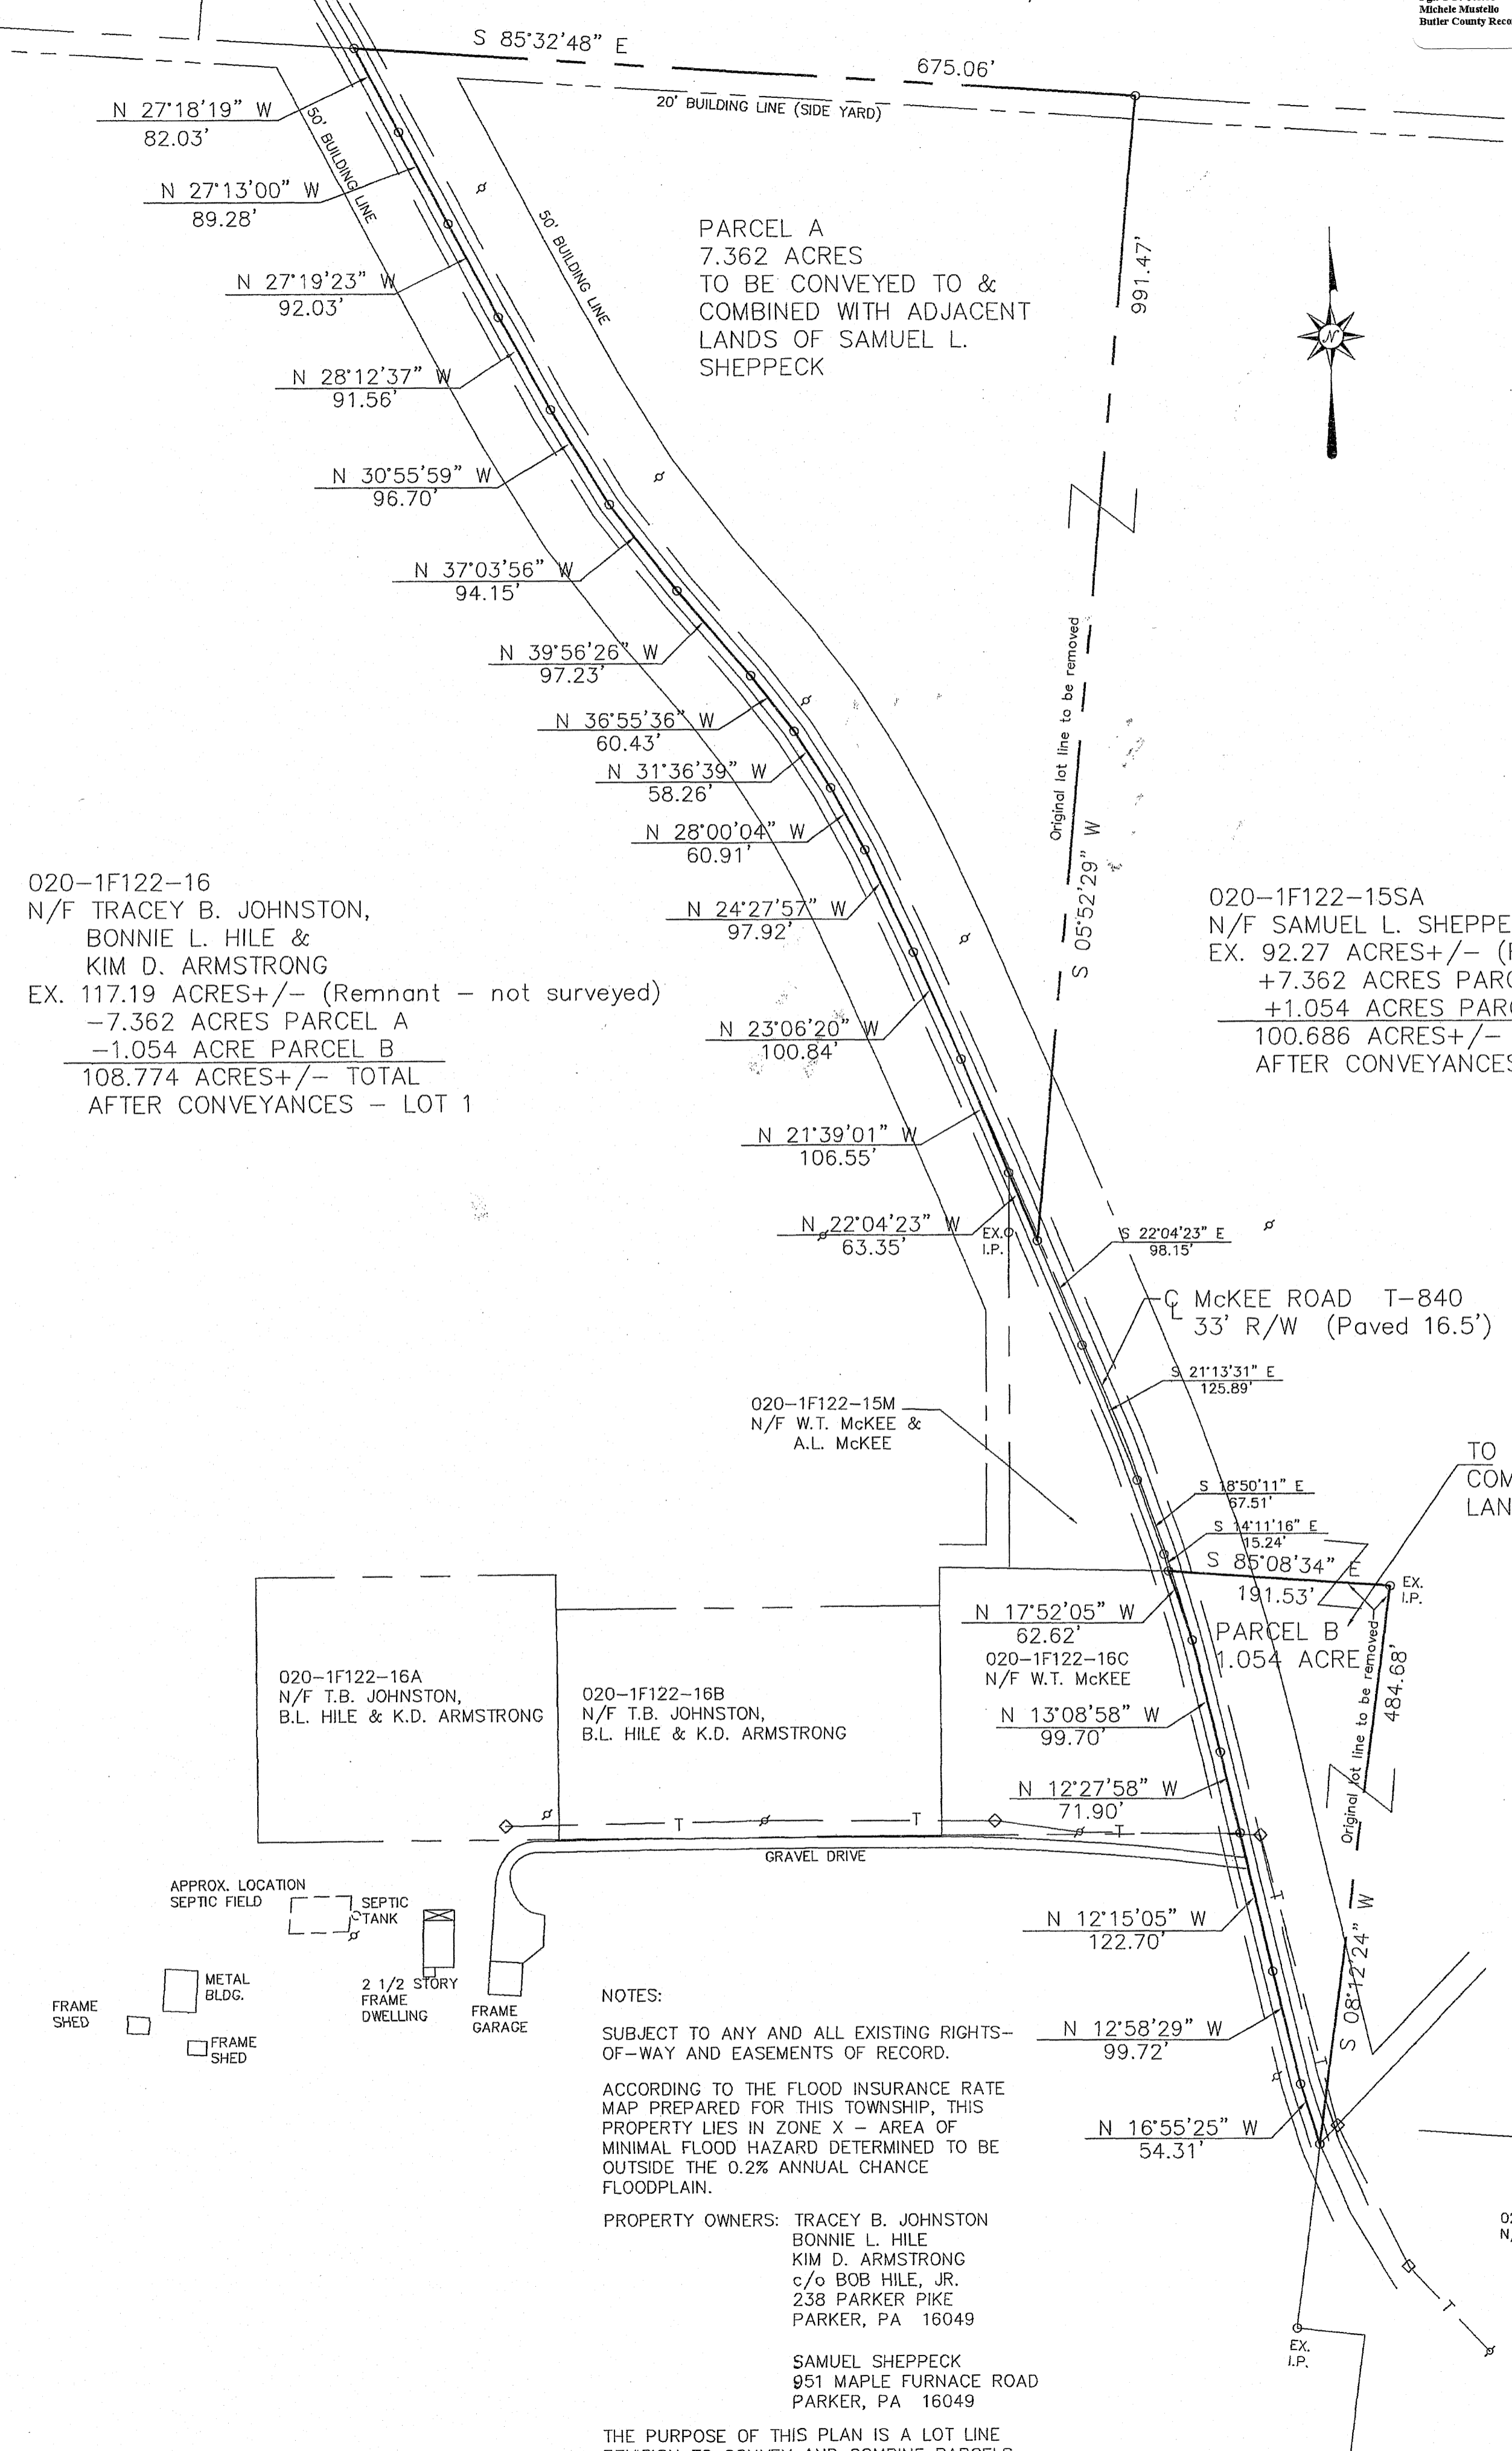 Michele Mustello
Butler County Reco
S 85°32'48" E
675.06'
20' BUILDING LINE (SIDE YARD)
N 27°18'19" W
82.03'
50' BUILDING LINE
N 27°13'00" W
89.28'
50' BUILDING LINE
PARCEL A
7.362 ACRES
TO BE CONVEYED TO &
COMBINED WITH ADJACENT
LANDS OF SAMUEL L.
SHEPPECK
991.47'
N
N 27°19'23" W
92.03'
N 28°12'37" W
91.56'
N 30°55'59" W
96.70'
N 37°03'56" W
94.15'
N 39°56'26" W
97.23'
N 36°55'36" W
60.43'
N 31°36'39" W
58.26'
N 28°00'04" W
60.91'
Original lot line to be removed
S 05°52'29" W
020-1F122-16
N/F TRACEY B. JOHNSTON,
BONNIE L. HILE &
KIM D. ARMSTRONG
EX. 117.19 ACRES+/- (Remnant - not surveyed)
-7.362 ACRES PARCEL A
-1.054 ACRE PARCEL B
108.774 ACRES+/- TOTAL
AFTER CONVEYANCES - LOT 1
020-1F122-15SA
N/F SAMUEL L. SHEPPE
EX. 92.27 ACRES+/- (
+7.362 ACRES PARC
+1.054 ACRES PAR
100.686 ACRES+/-
AFTER CONVEYANCES
N 24°27'57" W
97.92'
N 23°06'20" W
100.84'
N 21°39'01" W
106.55'
N 22°04'23" W
63.35'
EX.
I.P.
S 22°04'23" E
98.15'
℄ McKEE ROAD T-840
33' R/W (Paved 16.5')
S 21°13'31" E
125.89'
020-1F122-15M
N/F W.T. McKEE &
A.L. McKEE
TO
COM
LAN
S 18°50'11" E
67.51'
S 14°11'16" E
15.24'
S 85°08'34" E
191.53'
EX.
I.P.
PARCEL B
1.054 ACRE
Original lot line to be removed
484.68'
N 17°52'05" W
62.62'
020-1F122-16C
N/F W.T. McKEE
020-1F122-16A
N/F T.B. JOHNSTON,
B.L. HILE & K.D. ARMSTRONG
020-1F122-16B
N/F T.B. JOHNSTON,
B.L. HILE & K.D. ARMSTRONG
N 13°08'58" W
99.70'
N 12°27'58" W
71.90'
T
T
T
GRAVEL DRIVE
APPROX. LOCATION
SEPTIC FIELD
SEPTIC
TANK
T
N 12°15'05" W
122.70'
S 08°12'24" W
METAL
BLDG.
2 1/2 STORY
FRAME
DWELLING
FRAME
GARAGE
FRAME
SHED
FRAME
SHED
N 12°58'29" W
99.72'
T
N 16°55'25" W
54.31'
NOTES:
SUBJECT TO ANY AND ALL EXISTING RIGHTS-
OF-WAY AND EASEMENTS OF RECORD.
ACCORDING TO THE FLOOD INSURANCE RATE
MAP PREPARED FOR THIS TOWNSHIP, THIS
PROPERTY LIES IN ZONE X - AREA OF
MINIMAL FLOOD HAZARD DETERMINED TO BE
OUTSIDE THE 0.2% ANNUAL CHANCE
FLOODPLAIN.
PROPERTY OWNERS: TRACEY B. JOHNSTON
BONNIE L. HILE
KIM D. ARMSTRONG
c/o BOB HILE, JR.
238 PARKER PIKE
PARKER, PA 16049
SAMUEL SHEPPECK
951 MAPLE FURNACE ROAD
PARKER, PA 16049
T
EX.
I.P.
THE PURPOSE OF THIS PLAN IS A LOT LINE